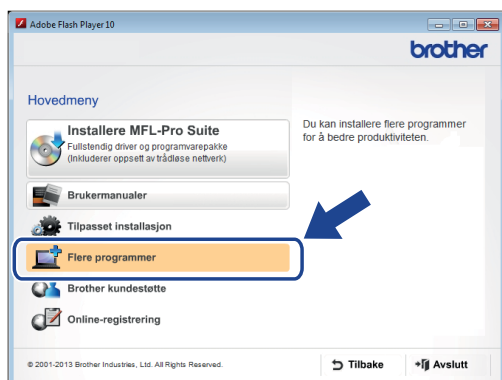 Adobe Flash Player 10
brother
Hovedmeny
Installere MFL-Pro Suite
Fullstendig driver og programvarepakke
(Inkluderer oppsett av trådløse nettverk)
Du kan installere flere programmer
for å bedre produktiviteten.
Brukermanualer
Tilpasset installasjon
Flere programmer
Brother kundestøtte
Online-registrering
© 2001-2013 Brother Industries, Ltd. All Rights Reserved.
Tilbake
Avslutt